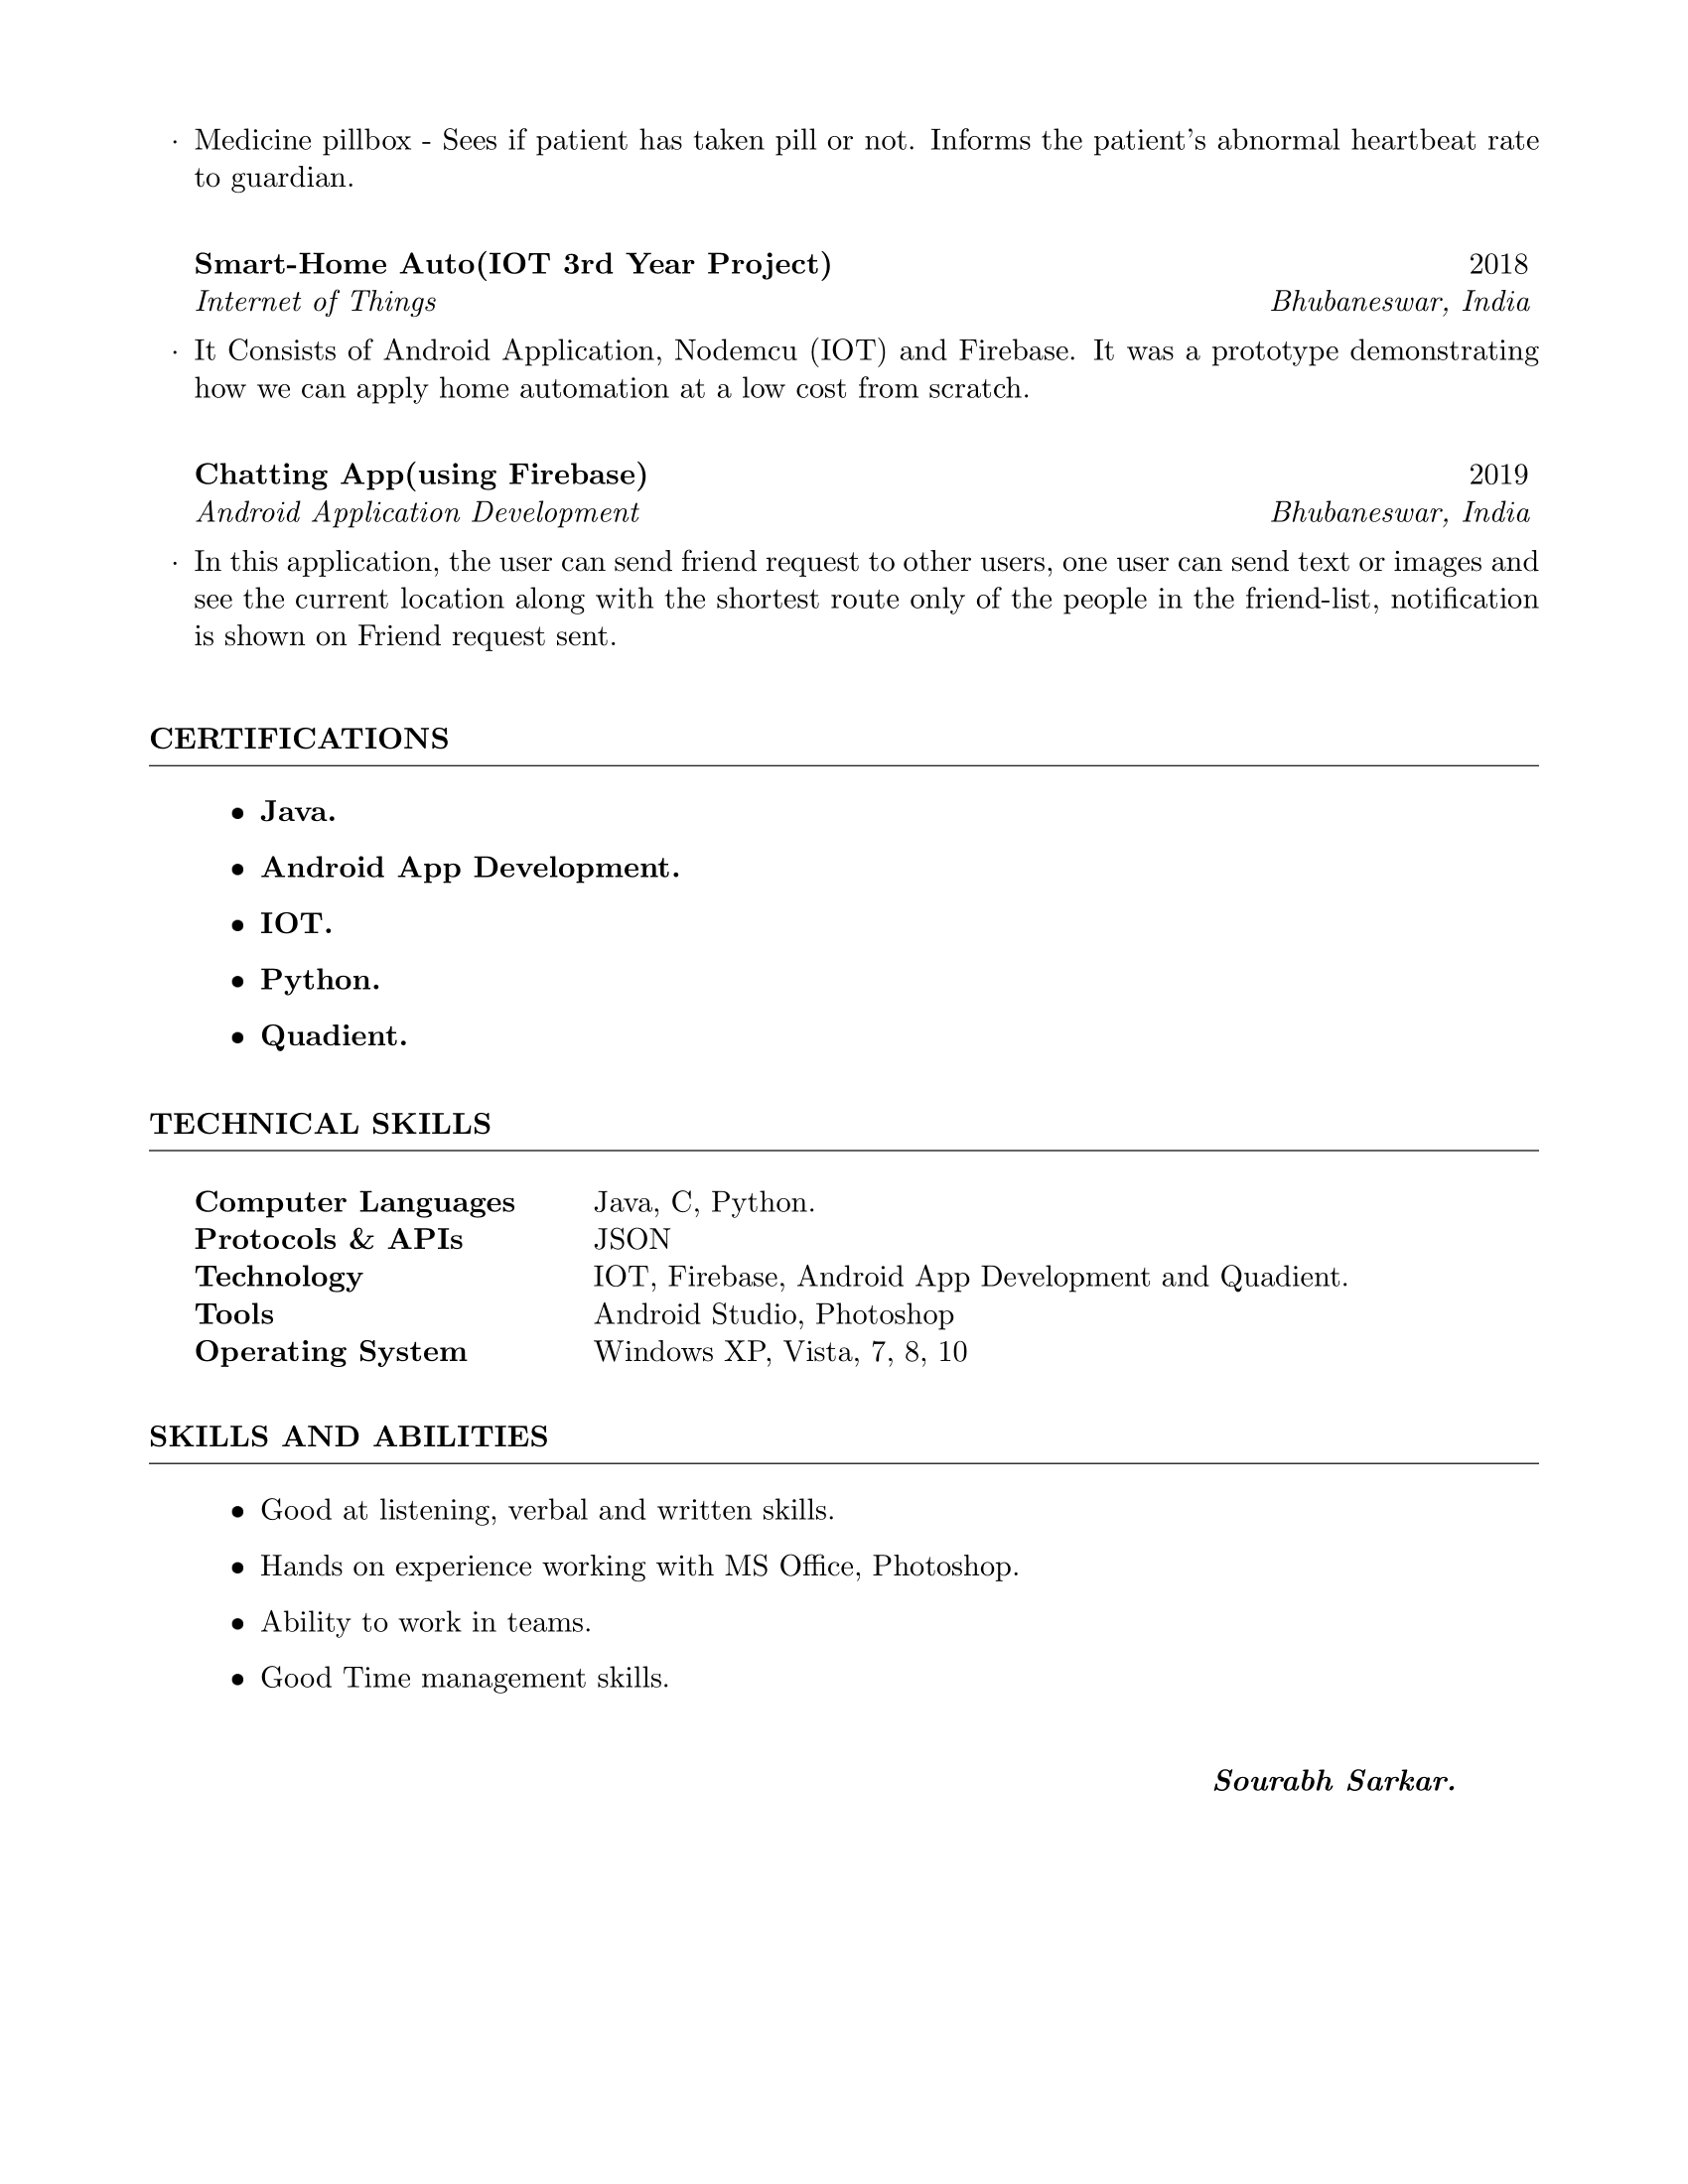 · Medicine pillbox - Sees if patient has taken pill or not. Informs the patient's abnormal heartbeat rate
to guardian.
Smart-Home Auto(IOT 3rd Year Project) 2018
Internet of Things Bhubaneswar, India
· It Consists of Android Application, Nodemcu (IOT) and Firebase. It was a prototype demonstrating
how we can apply home automation at a low cost from scratch.
Chatting App(using Firebase) 2019
Android Application Development Bhubaneswar, India
· In this application, the user can send friend request to other users, one user can send text or images and
see the current location along with the shortest route only of the people in the friend-list, notification
is shown on Friend request sent.
CERTIFICATIONS
• Java.
• Android App Development.
• IOT.
• Python.
• Quadient.
TECHNICAL SKILLS
Computer Languages Java, C, Python.
Protocols & APIs JSON
Technology IOT, Firebase, Android App Development and Quadient.
Tools Android Studio, Photoshop
Operating System Windows XP, Vista, 7, 8, 10
SKILLS AND ABILITIES
• Good at listening, verbal and written skills.
• Hands on experience working with MS Office, Photoshop.
• Ability to work in teams.
• Good Time management skills.
Sourabh Sarkar.